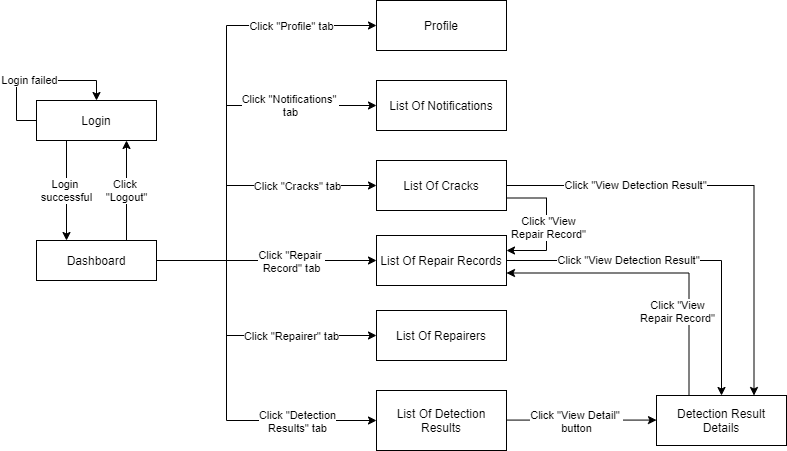 Click "Profile" tab
Profile
Login failed
Login
Click "Notifications"
tab
List Of Notifications
Login
successful
Click
"Logout"
Click "Cracks" tab
List Of Cracks
Click "View Detection Result"
Click "View
Repair Record"
Dashboard
Click "Repair
Record" tab
List Of Repair Records
Click "View Detection Result"
Click "View
Repair Record"
Click "Repairer" tab
List Of Repairers
Click "Detection
Results" tab
List Of Detection
Results
Click "View Detail"
button
Detection Result
Details